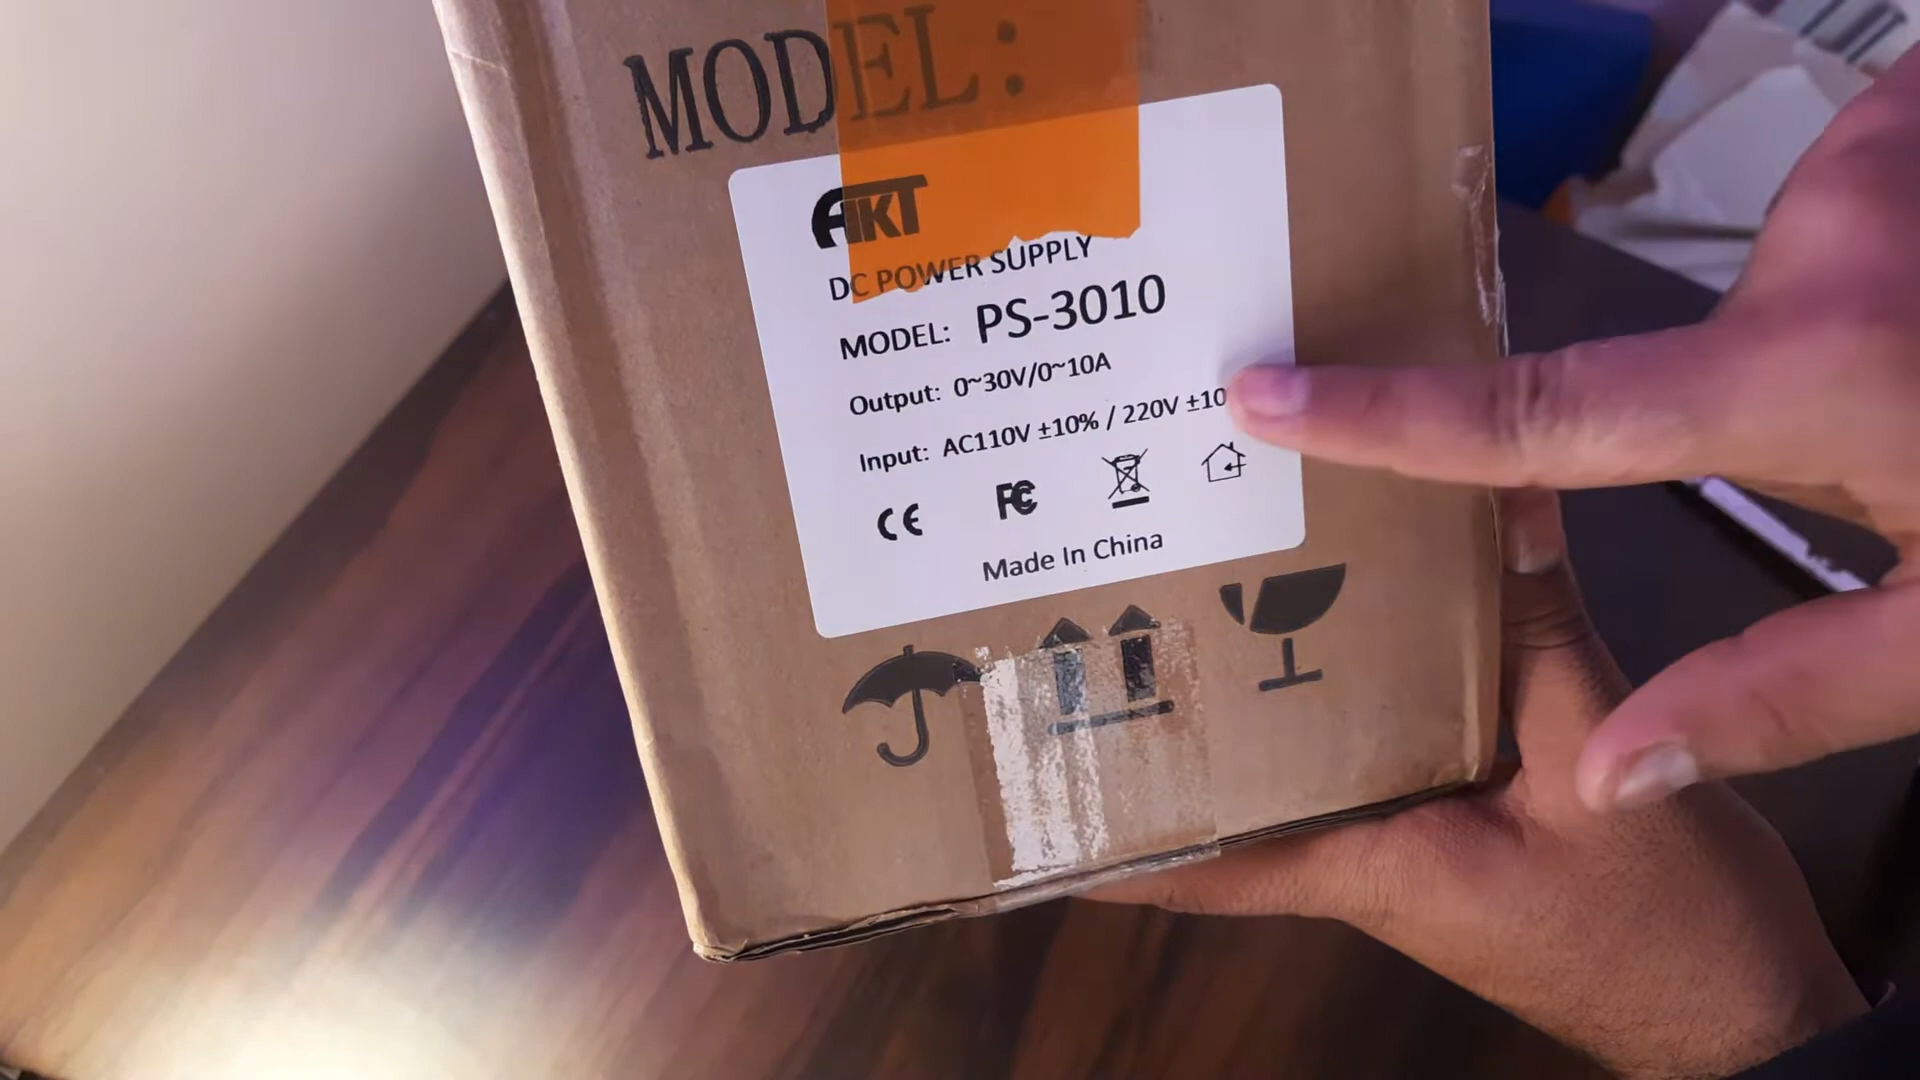 MODEL:
AIKT
DC POWER SUPPLY
MODEL: PS-3010
Output: 0~30V/0~10A
Input: AC110V ±10% / 220V ±10
CE FC
Made In China